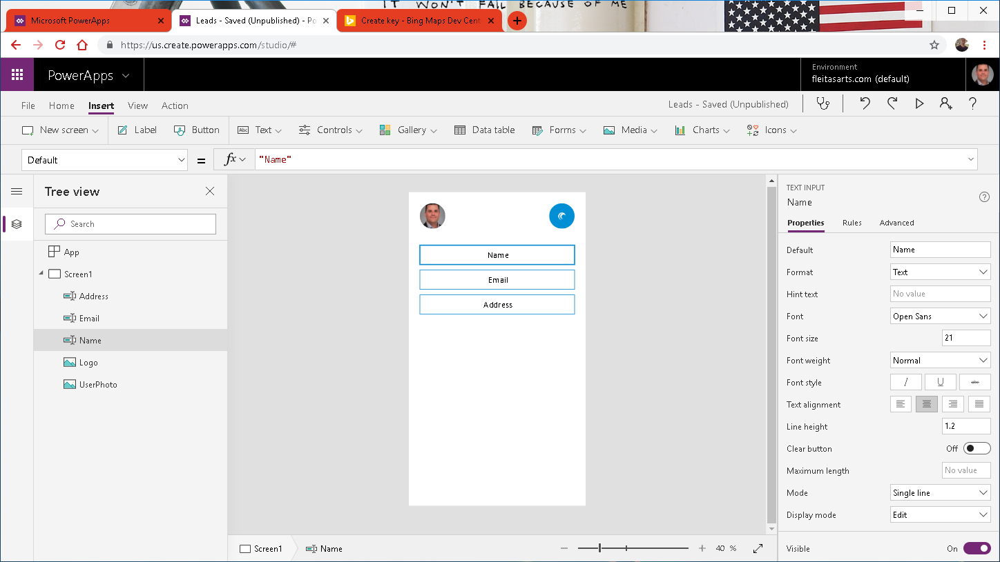 IT WON'T FAIL BECAUSE OF ME
Microsoft PowerApps
Leads - Saved (Unpublished) - Po
Create key - Bing Maps Dev Cent
https://us.create.powerapps.com/studio/#
PowerApps
Environment
fleitasarts.com (default)
File Home Insert View Action
Leads - Saved (Unpublished)
New screen Label Button Text Controls Gallery Data table Forms Media Charts Icons
Default = fx "Name"
Tree view
Search
App
Screen1
Address
Email
Name
Logo
UserPhoto
Name
Email
Address
Screen1 Name
40 %
TEXT INPUT
Name
Properties Rules Advanced
Default Name
Format Text
Hint text No value
Font Open Sans
Font size 21
Font weight Normal
Font style / U abc
Text alignment
Line height 1.2
Clear button Off
Maximum length No value
Mode Single line
Display mode Edit
Visible On